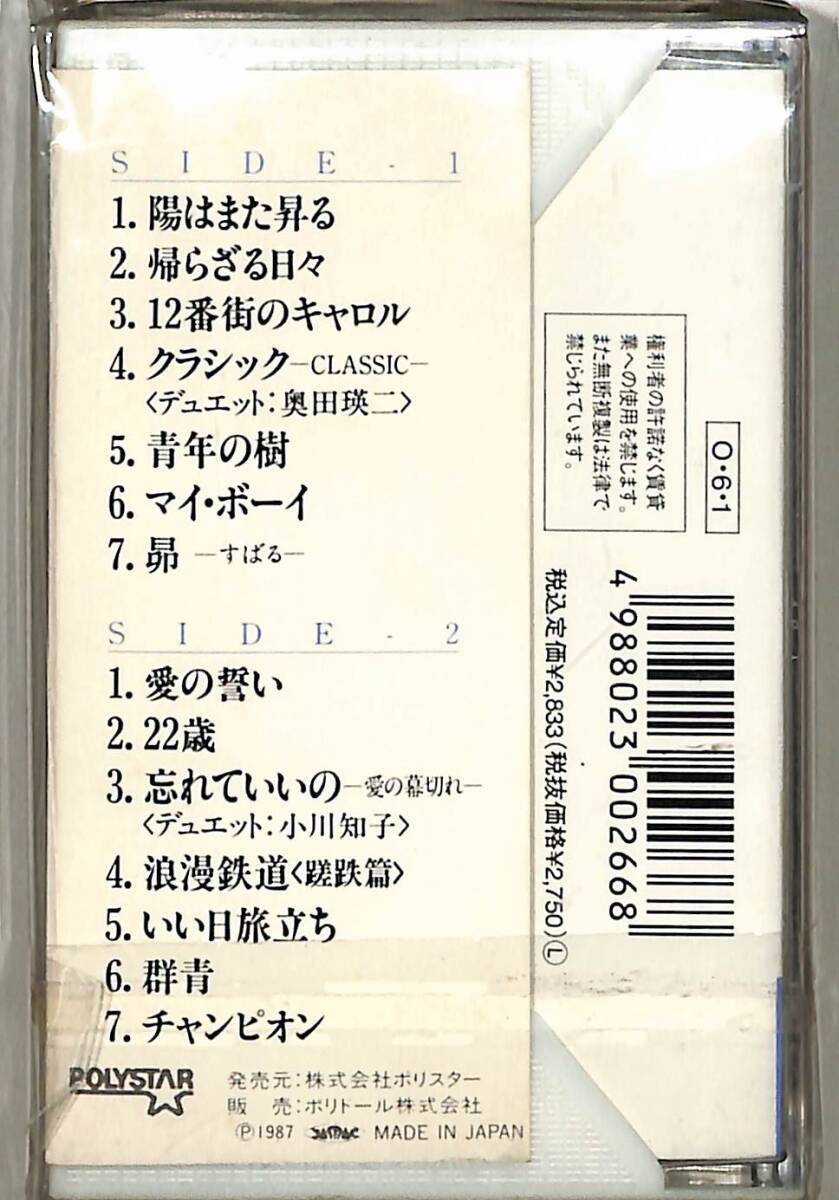 SIDE-1
1. 陽はまた昇る
2. 帰らざる日々
3. 12番街のキャロル
4. クラシック―CLASSIC―
〈デュエット：奥田瑛二〉
5. 青年の樹
6. マイ・ボーイ
7. 昴 ―すばる―
SIDE-2
1. 愛の誓い
2. 22歳
3. 忘れていいの―愛の幕切れ―
〈デュエット：小川知子〉
4. 浪漫鉄道〈蹉跌篇〉
5. いい日旅立ち
6. 群青
7. チャンピオン
POLYSTAR
発売元：株式会社ポリスター
販 売：ポリドール株式会社
Ⓟ1987 MADE IN JAPAN
権利者の許諾なく賃貸
業への使用を禁じます。
また無断複製は法律で
禁じられています。
O・6・1
4 988023 002668
税込定価¥2,833(税抜価格¥2,750)Ⓛ